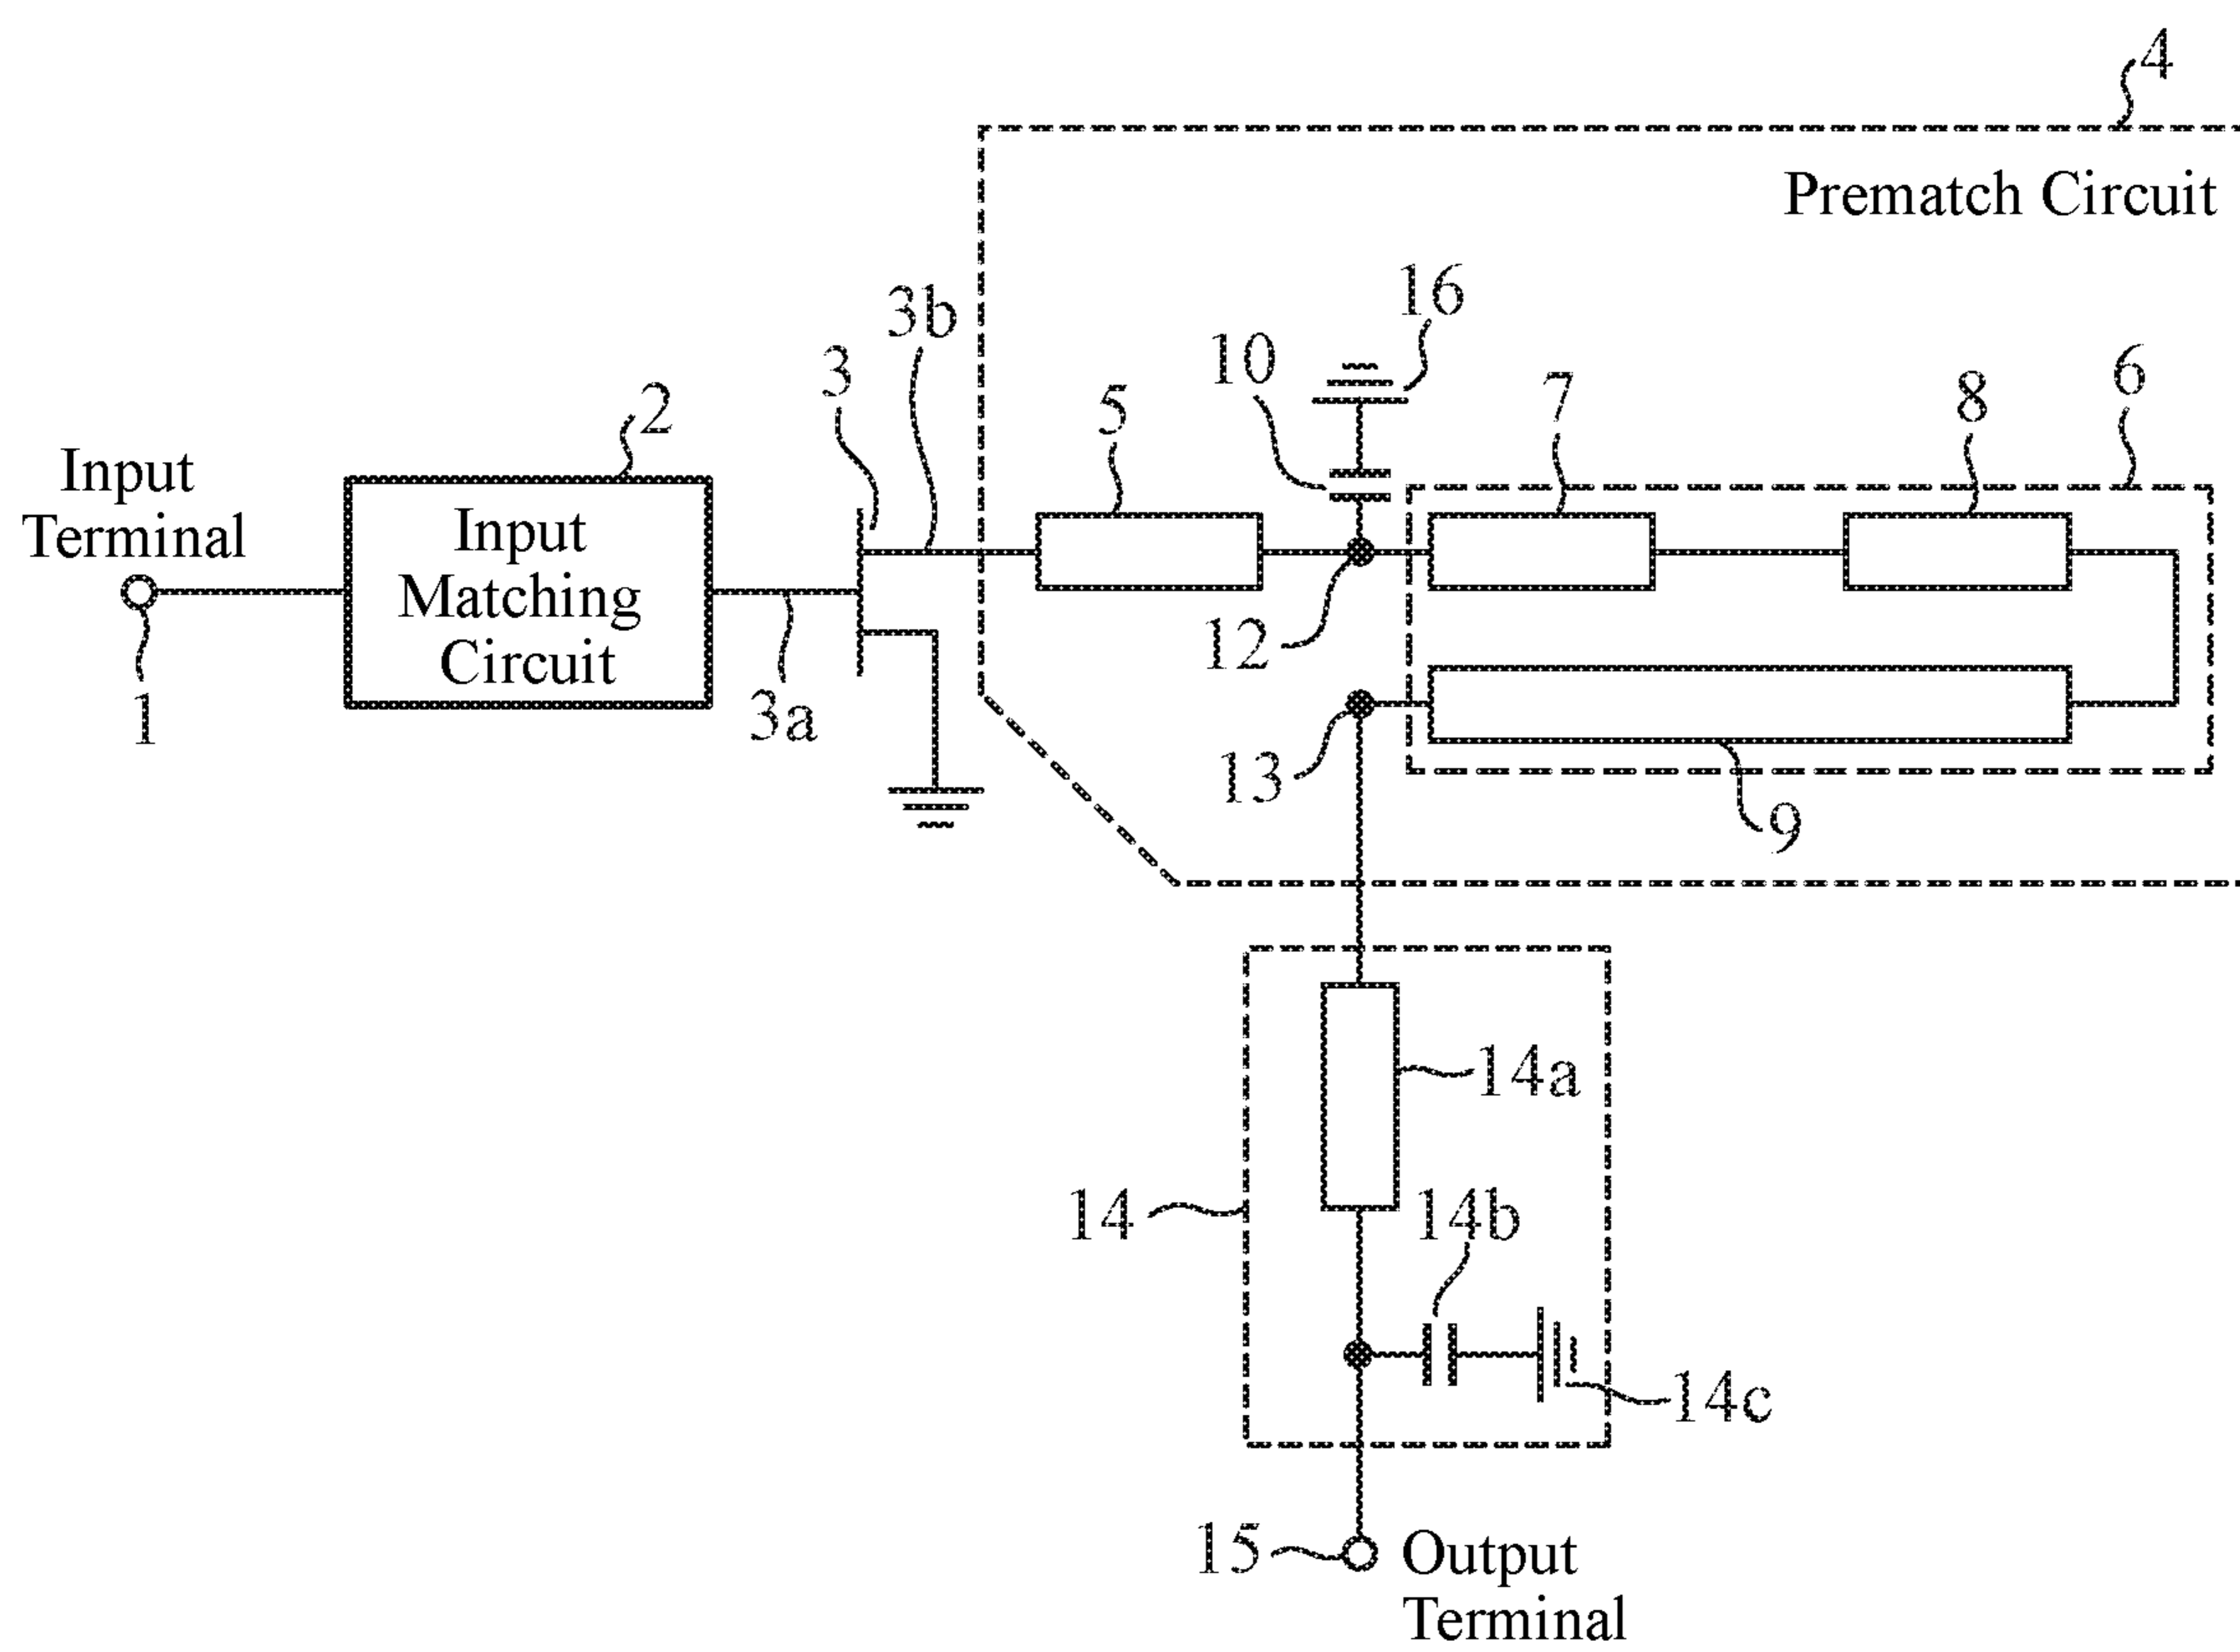 4
Prematch Circuit
16
3b
10
3
6
7
8
5
2
Input
Terminal
Input
Matching
Circuit
12
1
3a
13
9
14a
14
14b
14c
15
Output
Terminal